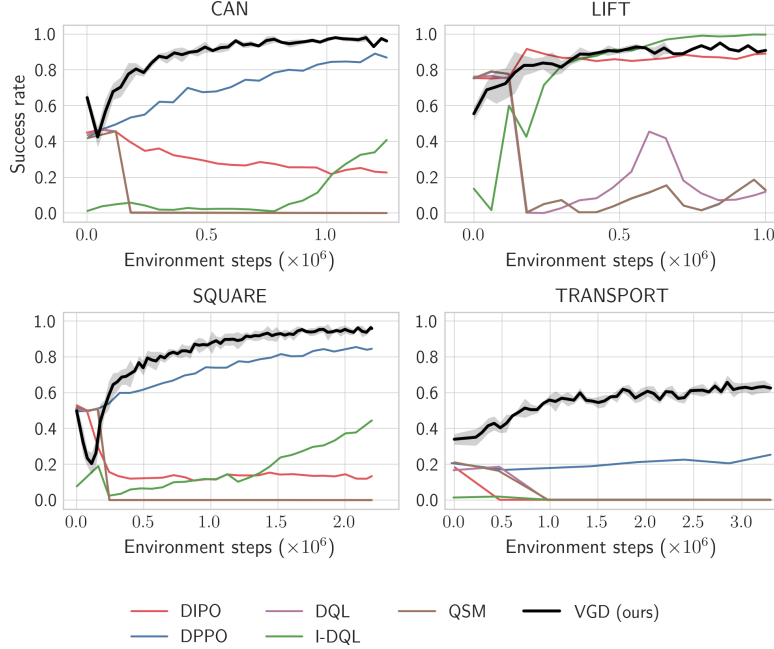 CAN
LIFT
Success rate
1.0
0.8
0.6
0.4
0.2
0.0
0.0 0.5 1.0
Environment steps (×10⁶)
1.0
0.8
0.6
0.4
0.2
0.0
0.0 0.5 1.0
Environment steps (×10⁶)
SQUARE
TRANSPORT
1.0
0.8
0.6
0.4
0.2
0.0
0.0 0.5 1.0 1.5 2.0
Environment steps (×10⁶)
1.0
0.8
0.6
0.4
0.2
0.0
0.0 0.5 1.0 1.5 2.0 2.5 3.0
Environment steps (×10⁶)
DIPO DQL QSM VGD (ours)
DPPO I-DQL